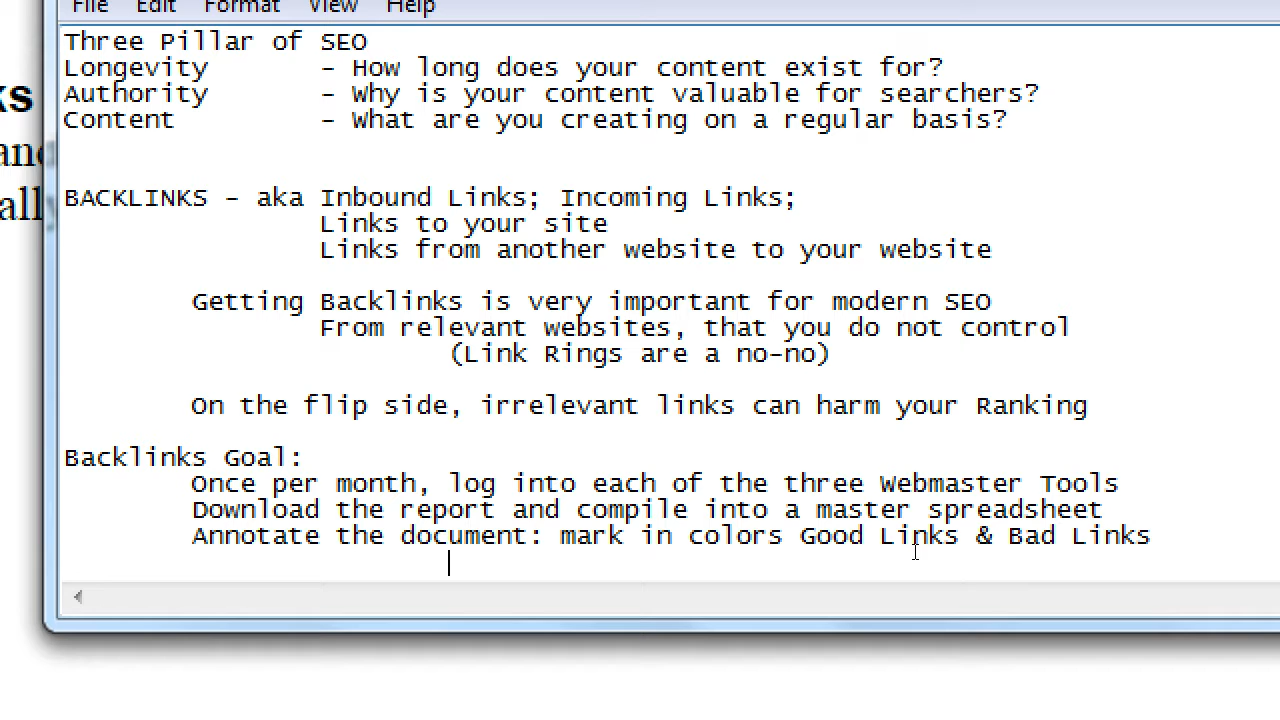 File Edit Format View Help
Three Pillar of SEO
Longevity - How long does your content exist for?
Authority - Why is your content valuable for searchers?
Content - What are you creating on a regular basis?
BACKLINKS - aka Inbound Links; Incoming Links;
Links to your site
Links from another website to your website
Getting Backlinks is very important for modern SEO
From relevant websites, that you do not control
(Link Rings are a no-no)
On the flip side, irrelevant links can harm your Ranking
Backlinks Goal:
Once per month, log into each of the three Webmaster Tools
Download the report and compile into a master spreadsheet
Annotate the document: mark in colors Good Links & Bad Links